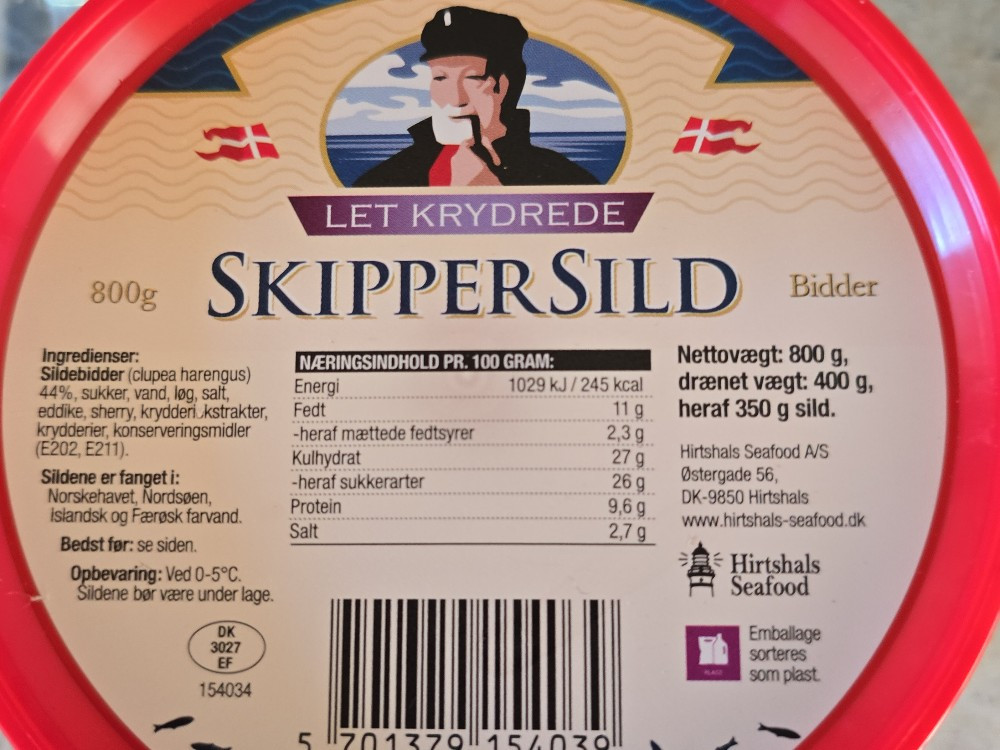 LET KRYDREDE
800g
SKIPPERSILD
Bidder
Ingredienser:
Sildebidder (clupea harengus)
44%, sukker, vand, løg, salt,
eddike, sherry, krydderi
krydderier, konserveringsmidler
(E202, E211).
Sildene er fanget i:
Norskehavet, Nordsøen,
islandsk og Færøsk farvand.
Bedst før: se siden.
Opbevaring: Ved 0-5°C.
Sildene bør være under lage.
DK
3027
EF
154034
NÆRINGSINDHOLD PR. 100 GRAM:
Energi 1029 kJ / 245 kcal
Fedt 11 g
-heraf mættede fedtsyrer 2,3 g
Kulhydrat 27 g
-heraf sukkerarter 26 g
Protein 9,6 g
Salt 2,7 g
5 701379 154039
Nettovægt: 800 g,
drænet vægt: 400 g,
heraf 350 g sild.
Hirtshals Seafood A/S
Østergade 56,
DK-9850 Hirtshals
www.hirtshals-seafood.dk
Hirtshals
Seafood
PLAST
Emballage
sorteres
som plast.